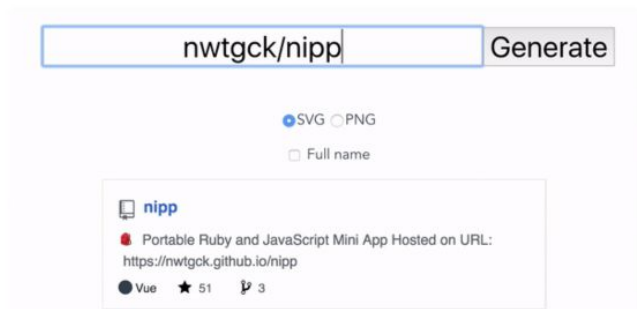 nwtgck/nipp Generate
SVG PNG
Full name
nipp
Portable Ruby and JavaScript Mini App Hosted on URL:
https://nwtgck.github.io/nipp
Vue 51 3